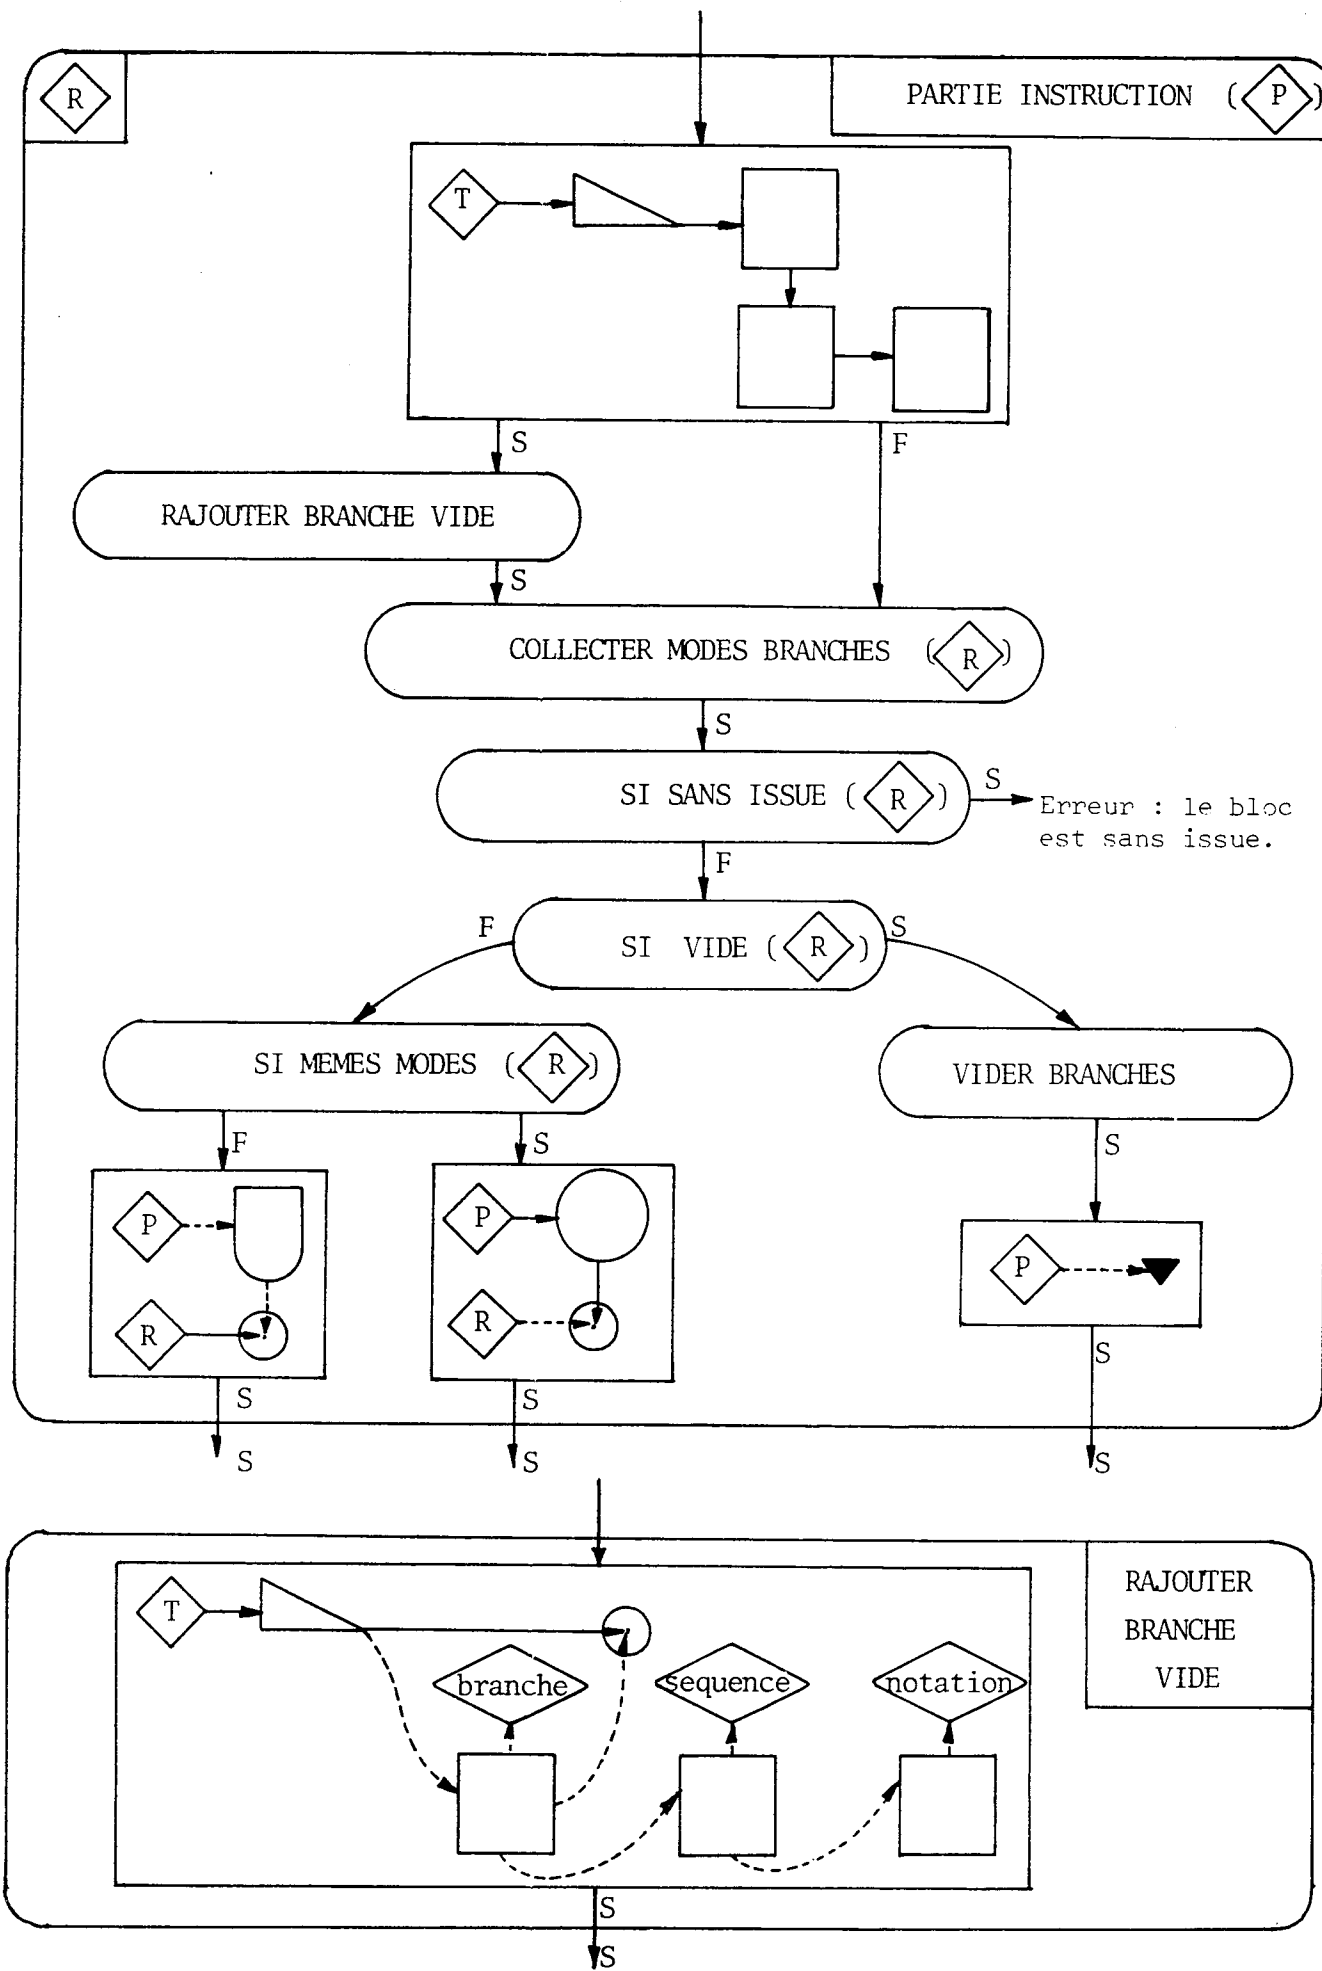 R
PARTIE INSTRUCTION (P)
T
S
F
RAJOUTER BRANCHE VIDE
S
COLLECTER MODES BRANCHES (R)
S
SI SANS ISSUE (R)
S
Erreur : le bloc
est sans issue.
F
F
SI VIDE (R)
S
SI MEMES MODES (R)
VIDER BRANCHES
F
S
S
P
P
P
R
R
S
S
S
S
S
S
T
RAJOUTER
BRANCHE
VIDE
branche
sequence
notation
S
S